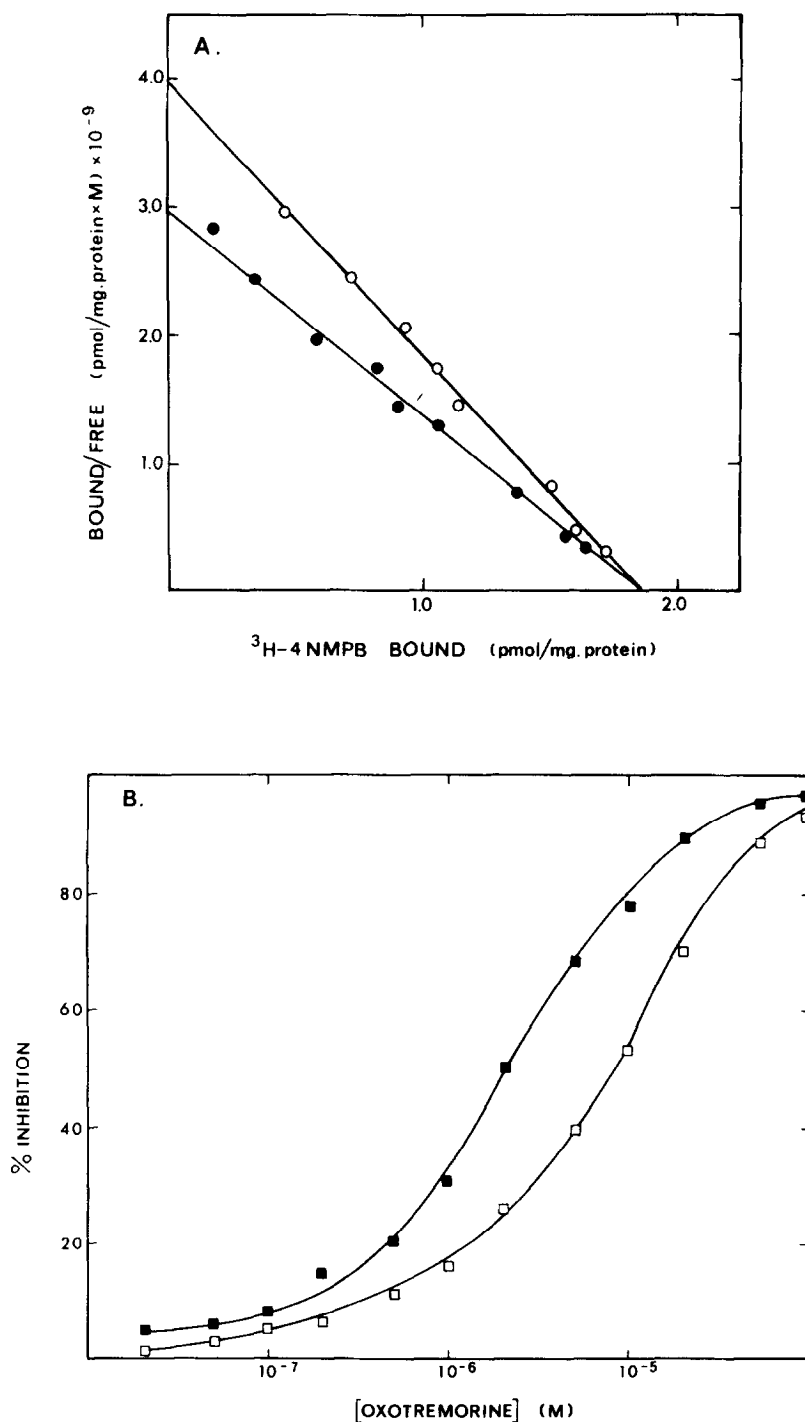 A.
4.0
3.0
2.0
1.0
BOUND/FREE (pmol/mg.protein×M) × 10⁻⁹
1.0
2.0
³H-4NMPB BOUND (pmol/mg.protein)
B.
80
60
40
20
% INHIBITION
10⁻⁷
10⁻⁶
10⁻⁵
[OXOTREMORINE] (M)